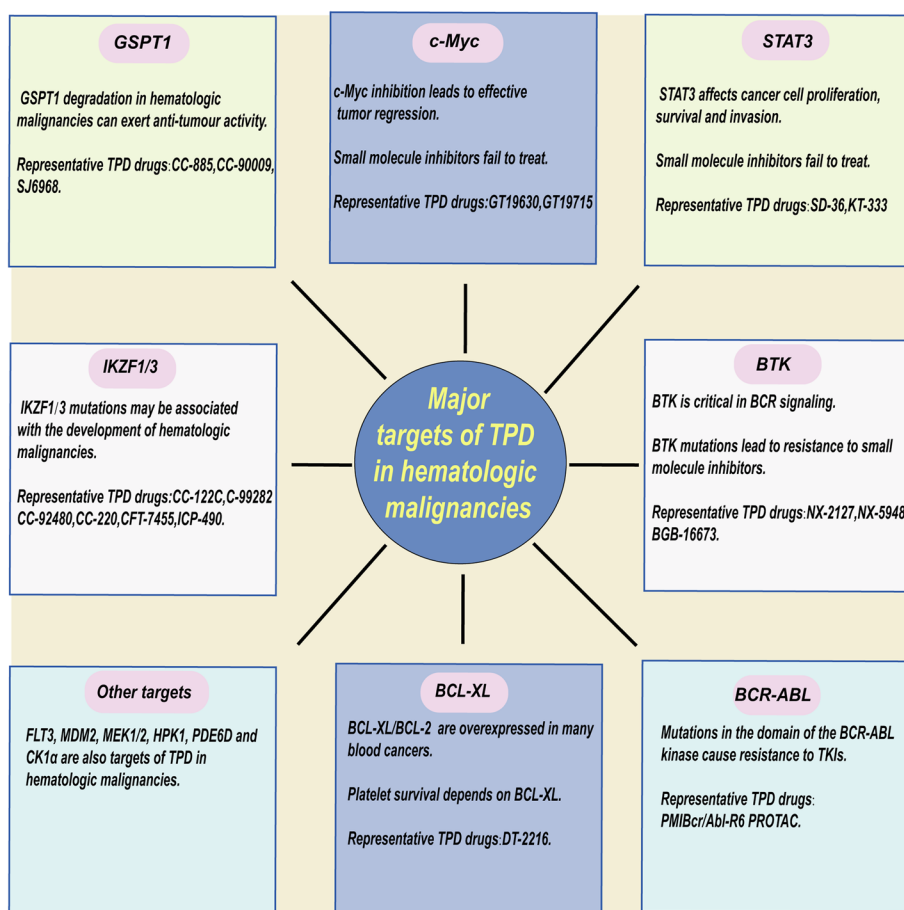 GSPT1
GSPT1 degradation in hematologic
malignancies can exert anti-tumour activity.
Representative TPD drugs:CC-885,CC-90009,
SJ6968.
c-Myc
c-Myc inhibition leads to effective
tumor regression.
Small molecule inhibitors fail to treat.
Representative TPD drugs:GT19630,GT19715
STAT3
STAT3 affects cancer cell proliferation,
survival and invasion.
Small molecule inhibitors fail to treat.
Representative TPD drugs:SD-36,KT-333
IKZF1/3
IKZF1/3 mutations may be associated
with the development of hematologic
malignancies.
Representative TPD drugs:CC-122C,C-99282
CC-92480,CC-220,CFT-7455,ICP-490.
Major
targets of TPD
in hematologic
malignancies
BTK
BTK is critical in BCR signaling.
BTK mutations lead to resistance to small
molecule inhibitors.
Representative TPD drugs:NX-2127,NX-5948
BGB-16673.
Other targets
FLT3, MDM2, MEK1/2, HPK1, PDE6D and
CK1α are also targets of TPD in
hematologic malignancies.
BCL-XL
BCL-XL/BCL-2 are overexpressed in many
blood cancers.
Platelet survival depends on BCL-XL.
Representative TPD drugs:DT-2216.
BCR-ABL
Mutations in the domain of the BCR-ABL
kinase cause resistance to TKIs.
Representative TPD drugs:
PMIBcr/Abl-R6 PROTAC.